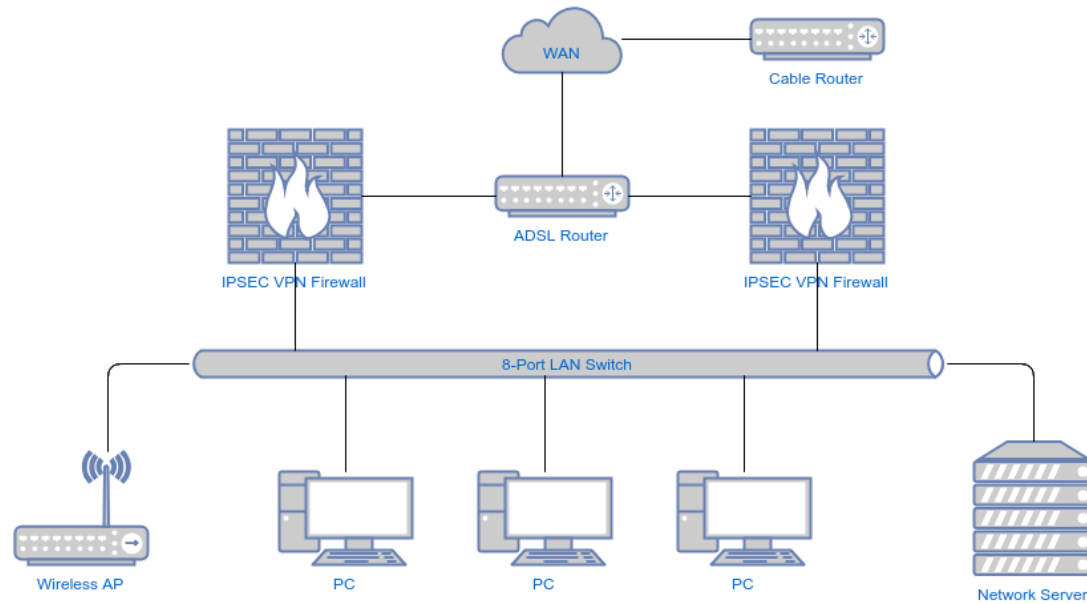 WAN
Cable Router
ADSL Router
IPSEC VPN Firewall
IPSEC VPN Firewall
8-Port LAN Switch
Wireless AP
PC
PC
PC
Network Server